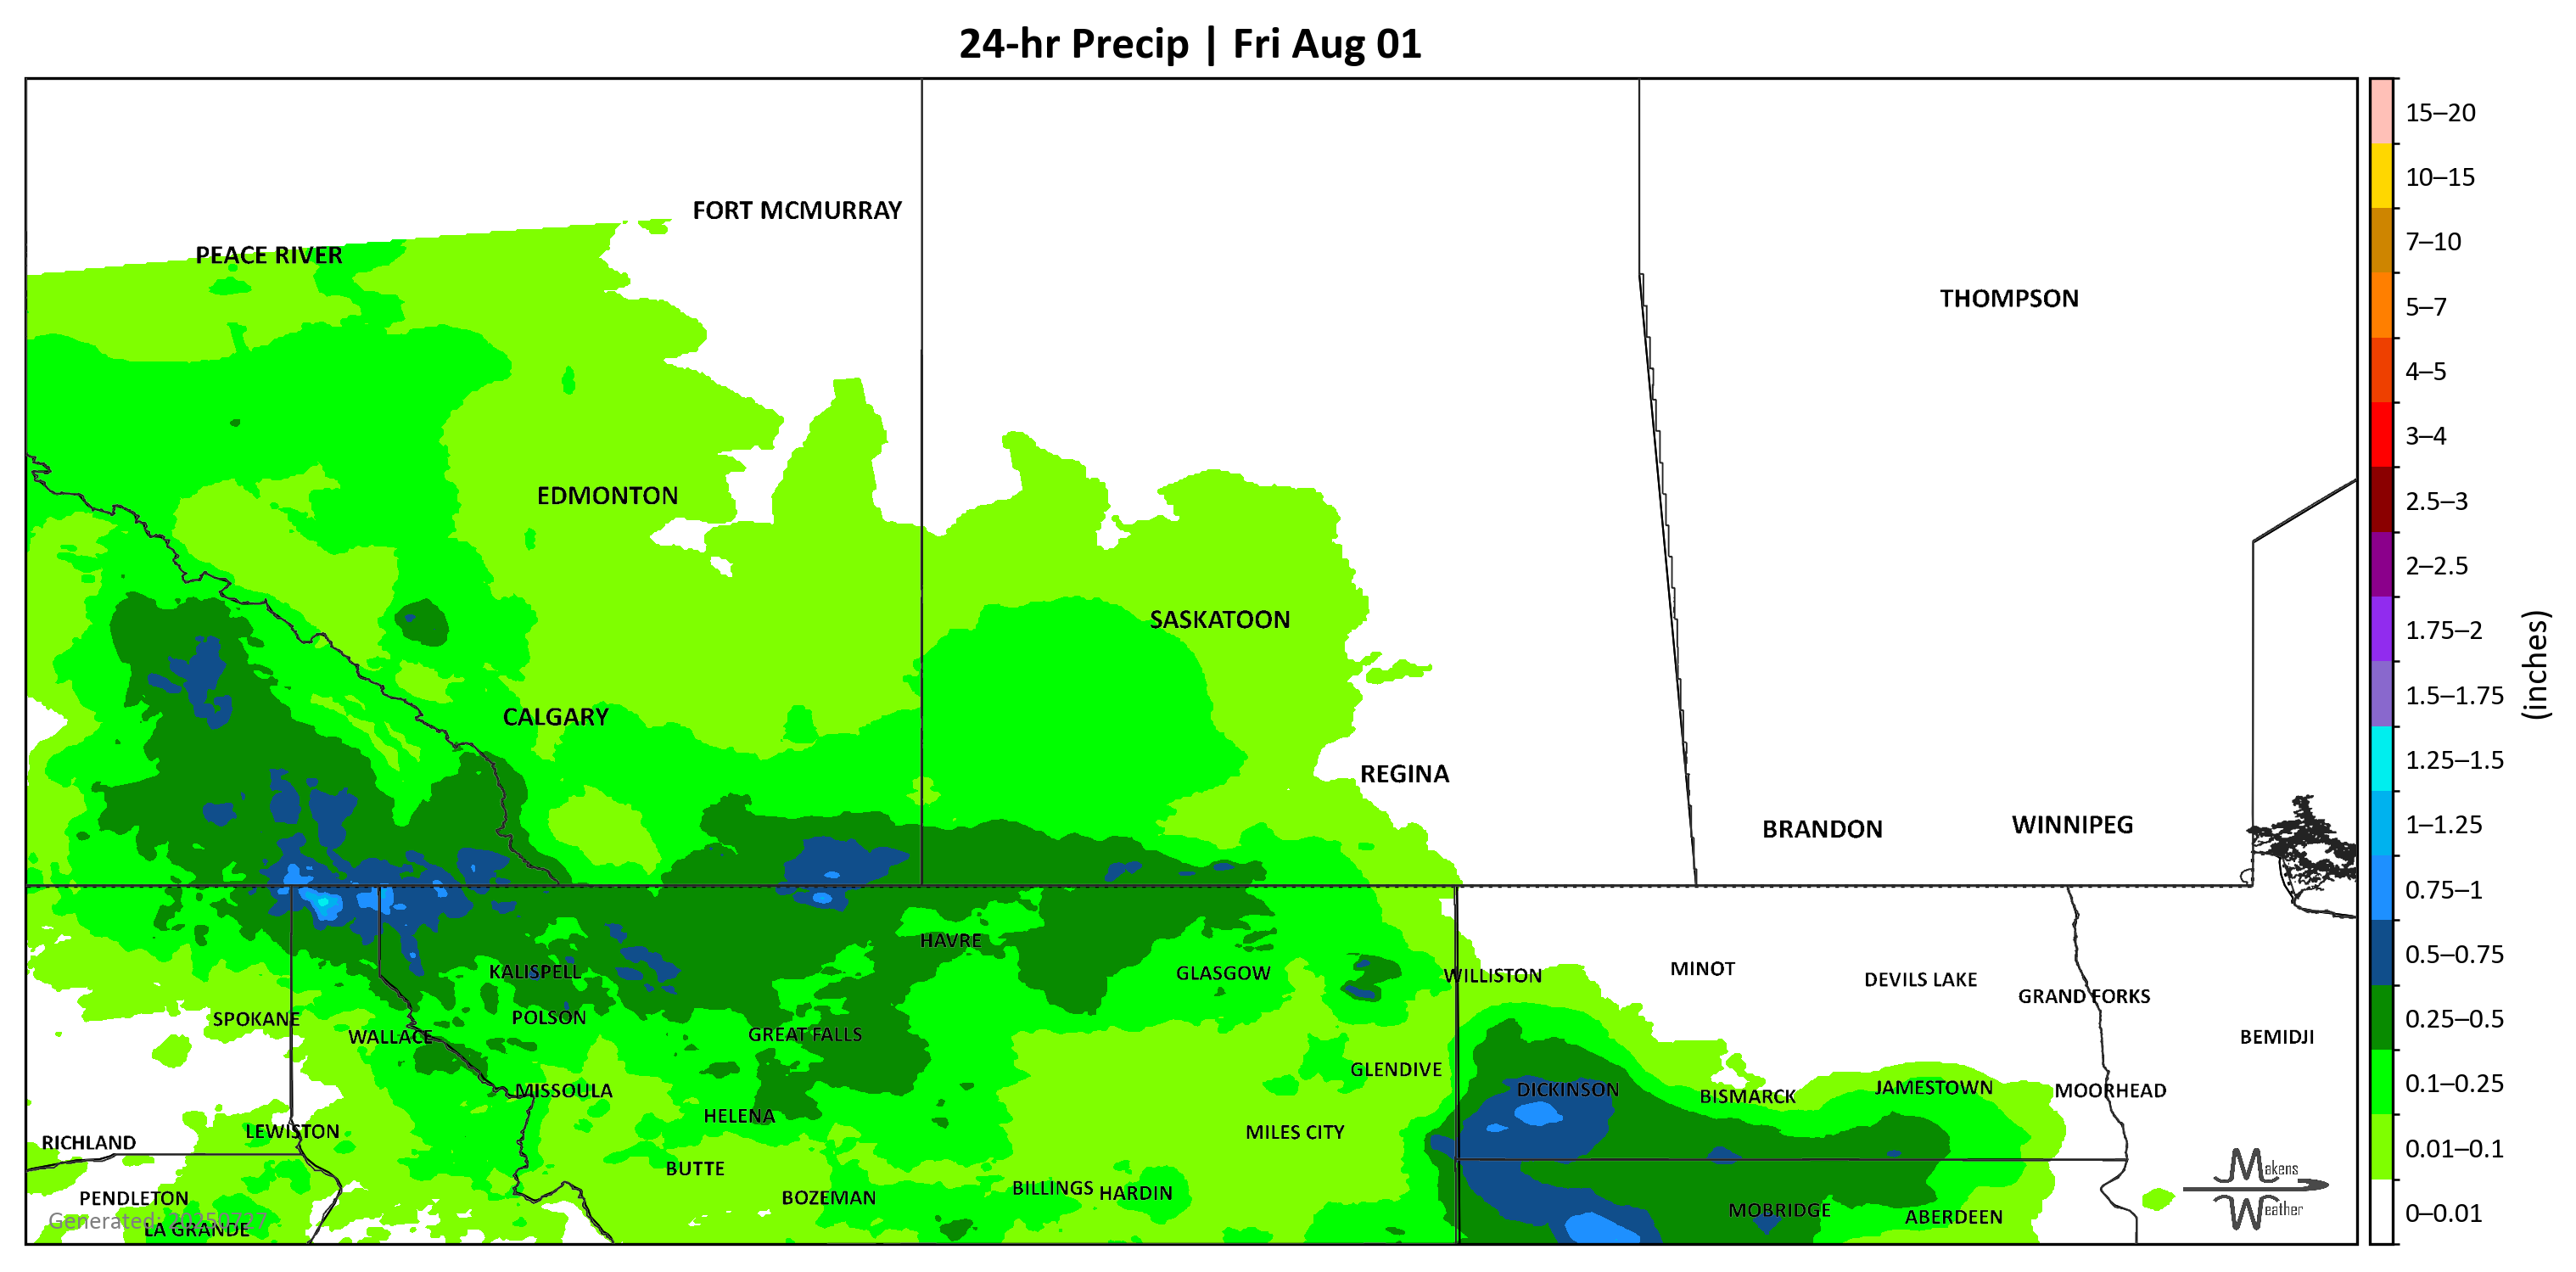 24-hr Precip | Fri Aug 01
FORT MCMURRAY
PEACE RIVER
THOMPSON
EDMONTON
SASKATOON
CALGARY
REGINA
WINNIPEG
BRANDON
HAVRE
MINOT
KALISPELL
GLASGOW
WILLISTON
DEVILS LAKE
GRAND FORKS
POLSON
SPOKANE
GREAT FALLS
WALLACE
BEMIDJI
GLENDIVE
JAMESTOWN
DICKINSON
MISSOULA
MOORHEAD
BISMARCK
HELENA
LEWISTON
MILES CITY
RICHLAND
BUTTE
BILLINGS
HARDIN
BOZEMAN
PENDLETON
MOBRIDGE
ABERDEEN
Generated: 20250727
LA GRANDE
Makens
Weather
15–20
10–15
7–10
5–7
4–5
3–4
2.5–3
2–2.5
1.75–2
1.5–1.75
1.25–1.5
1–1.25
0.75–1
0.5–0.75
0.25–0.5
0.1–0.25
0.01–0.1
0–0.01
(inches)